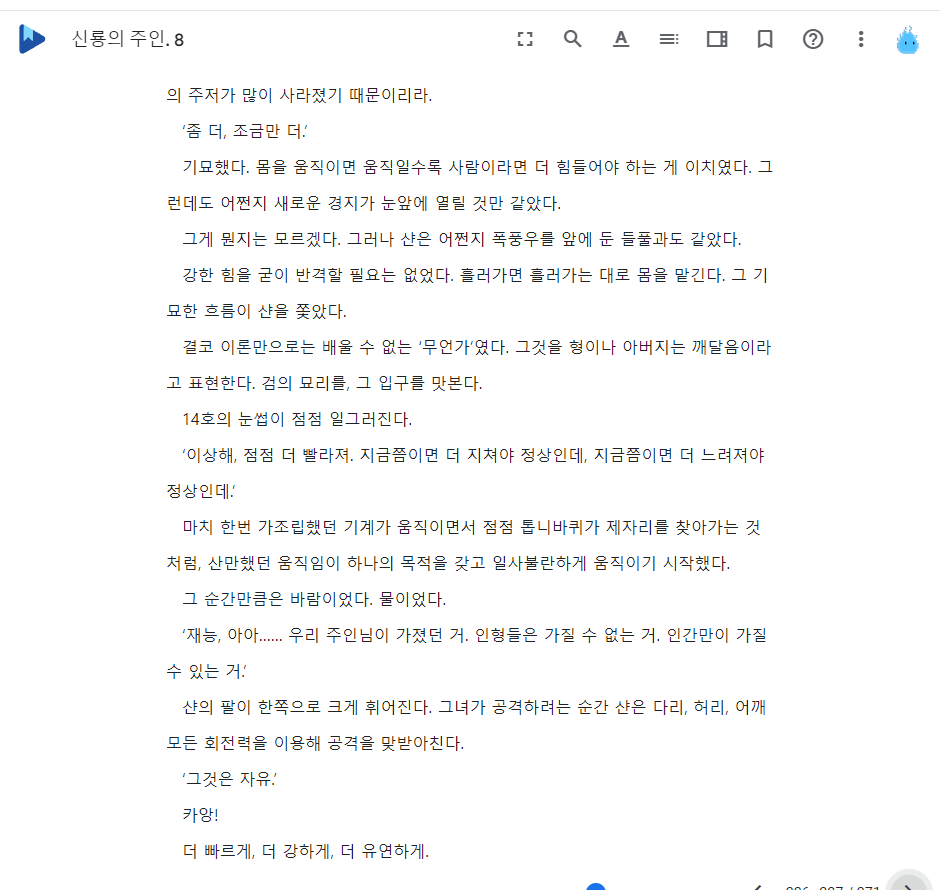 신룡의 주인. 8
의 주저가 많이 사라졌기 때문이리라.
‘좀 더, 조금만 더.’
기묘했다. 몸을 움직이면 움직일수록 사람이라면 더 힘들어야 하는 게 이치였다. 그
런데도 어쩐지 새로운 경지가 눈앞에 열릴 것만 같았다.
그게 뭔지는 모르겠다. 그러나 샨은 어쩐지 폭풍우를 앞에 둔 들풀과도 같았다.
강한 힘을 굳이 반격할 필요는 없었다. 흘러가면 흘러가는 대로 몸을 맡긴다. 그 기
묘한 흐름이 샨을 쫓았다.
결코 이론만으로는 배울 수 없는 ‘무언가’였다. 그것을 형이나 아버지는 깨달음이라
고 표현한다. 검의 묘리를, 그 입구를 맛본다.
14호의 눈썹이 점점 일그러진다.
‘이상해, 점점 더 빨라져. 지금쯤이면 더 지쳐야 정상인데, 지금쯤이면 더 느려져야
정상인데.’
마치 한번 가조립했던 기계가 움직이면서 점점 톱니바퀴가 제자리를 찾아가는 것
처럼, 산만했던 움직임이 하나의 목적을 갖고 일사불란하게 움직이기 시작했다.
그 순간만큼은 바람이었다. 물이었다.
‘재능, 아아...... 우리 주인님이 가졌던 거. 인형들은 가질 수 없는 거. 인간만이 가질
수 있는 거.’
샨의 팔이 한쪽으로 크게 휘어진다. 그녀가 공격하려는 순간 샨은 다리, 허리, 어깨
모든 회전력을 이용해 공격을 맞받아친다.
‘그것은 자유.’
카앙!
더 빠르게, 더 강하게, 더 유연하게.